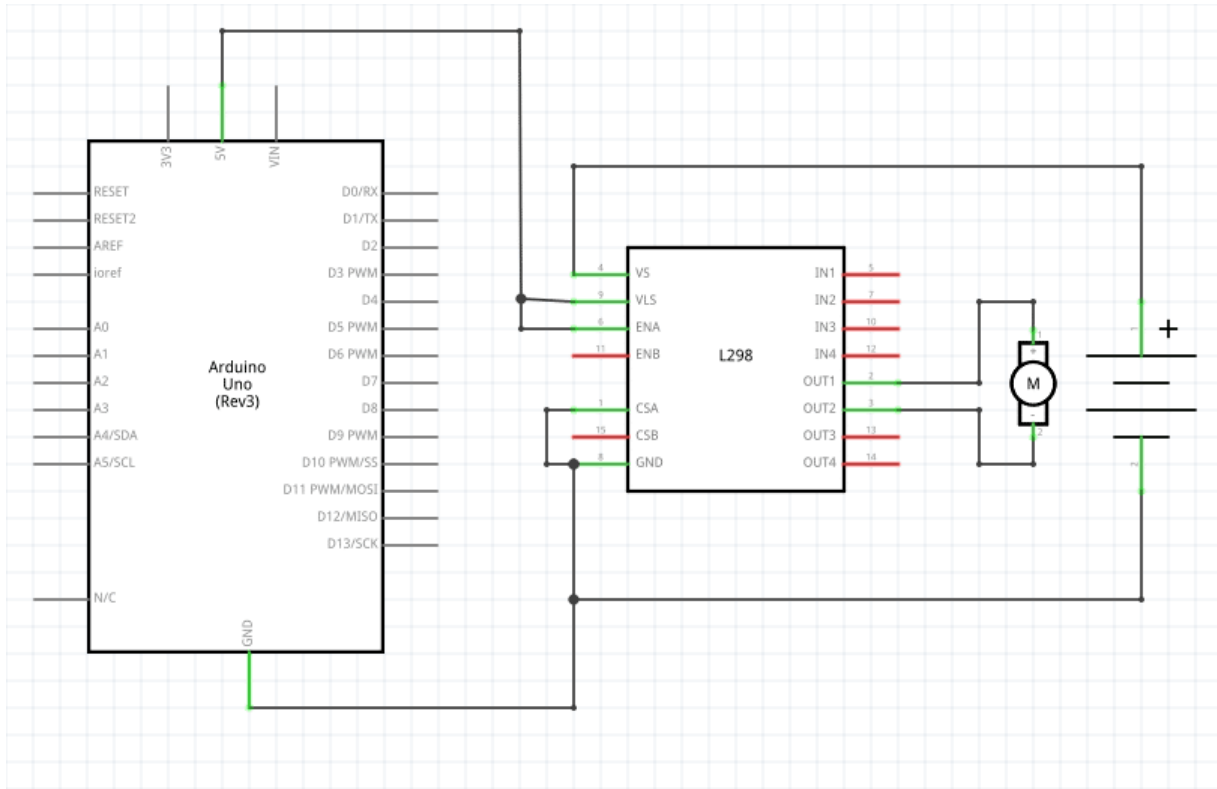 3V3
5V
VIN
RESET
RESET2
AREF
ioref
A0
A1
A2
A3
A4/SDA
A5/SCL
N/C
Arduino
Uno
(Rev3)
D0/RX
D1/TX
D2
D3 PWM
D4
D5 PWM
D6 PWM
D7
D8
D9 PWM
D10 PWM/SS
D11 PWM/MOSI
D12/MISO
D13/SCK
GND
4 VS
9 VLS
6 ENA
11 ENB
1 CSA
15 CSB
8 GND
L298
IN1 5
IN2 7
IN3 10
IN4 12
OUT1 2
OUT2 3
OUT3 13
OUT4 14
1
+
M
-
2
1
+
2